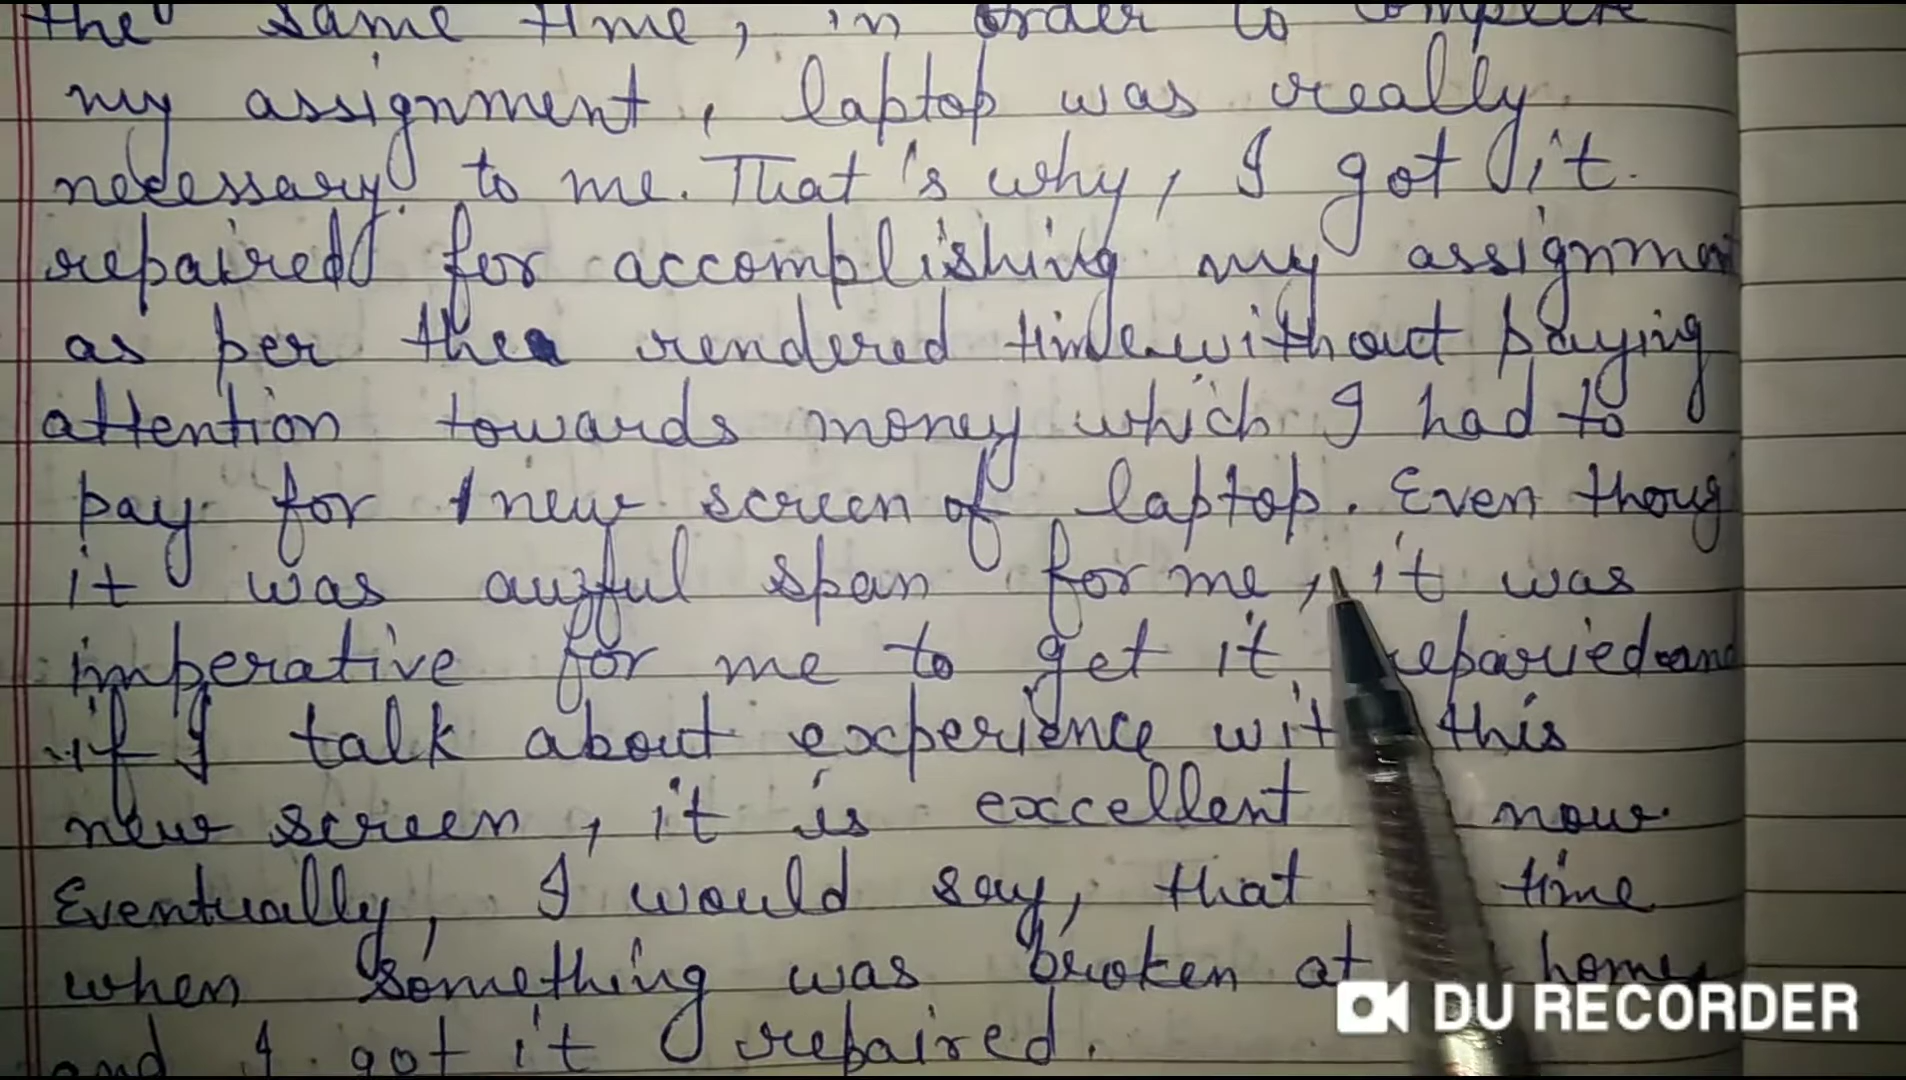 the same time, in order to complete
my assignment, laptop was really
necessary to me. That's why, I got it
repaired for accomplishing my assignment
as per the rendered time without paying
attention towards money which I had to
pay for new screen of laptop. Even thoug
it was awful span for me, it was
imperative for me to get it reparied and
if I talk about experience with this
new screen, it is excellent now.
Eventually, I would say, that time
when something was broken at home
and I got it repaired.
DU RECORDER